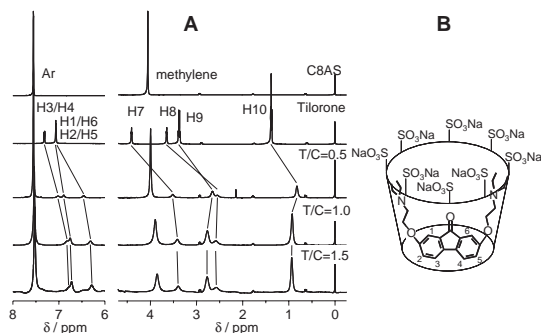 A
B
Ar
methylene
C8AS
H3/H4
H1/H6
H2/H5
H7
H8
H9
H10
Tilorone
T/C=0.5
T/C=1.0
T/C=1.5
8 7 6
4 3 2 1 0
δ / ppm
δ / ppm
SO₃Na
SO₃Na
SO₃Na
NaO₃S
SO₃Na
SO₃Na
SO₃Na
NaO₃S
N
N
O
O
O
1
6
2
3
4
5